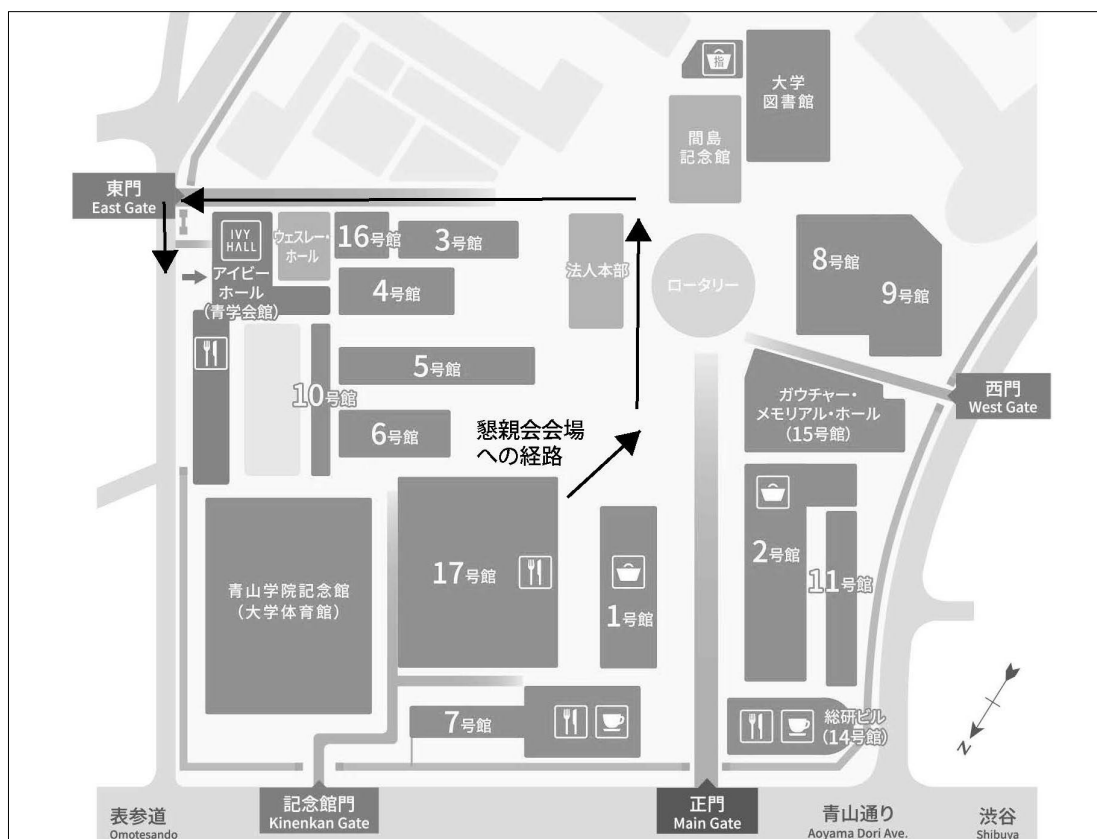 指
大学
図書館
間島
記念館
東門
East Gate
IVY
HALL
ウェスレー・
ホール
16号館
3号館
アイビー
ホール
(青学会館)
4号館
法人本部
ロータリー
8号館
9号館
5号館
10号館
6号館
懇親会会場
への経路
ガウチャー・
メモリアル・ホール
(15号館)
西門
West Gate
17号館
1号館
2号館
11号館
青山学院記念館
(大学体育館)
7号館
総研ビル
(14号館)
N
表参道
Omotesando
記念館門
Kinenkan Gate
正門
Main Gate
青山通り
Aoyama Dori Ave.
渋谷
Shibuya